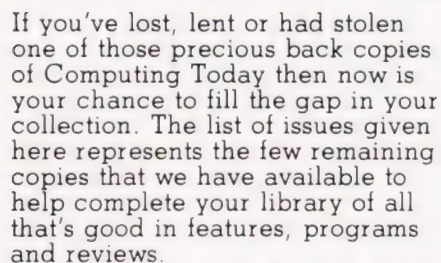 If you've lost, lent or had stolen
one of those precious back copies
of Computing Today then now is
your chance to fill the gap in your
collection. The list of issues given
here represents the few remaining
copies that we have available to
help complete your library of all
that's good in features, programs
and reviews.